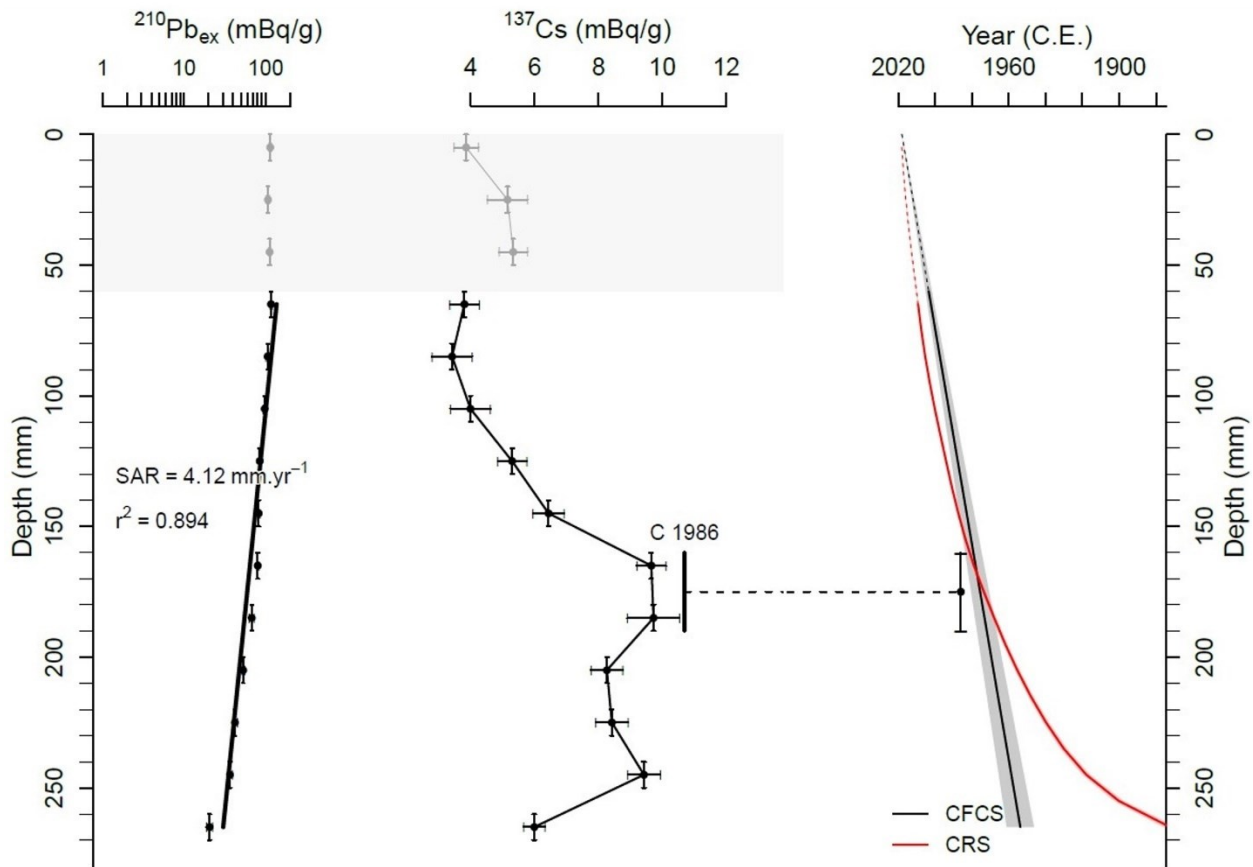 ²¹⁰Pbₑₓ (mBq/g)
1 10 100
¹³⁷Cs (mBq/g)
4 6 8 10 12
Year (C.E.)
2020 1960 1900
Depth (mm)
0
50
100
150
200
250
SAR = 4.12 mm.yr⁻¹
r² = 0.894
C 1986
CFCS
CRS
Depth (mm)
0
50
100
150
200
250